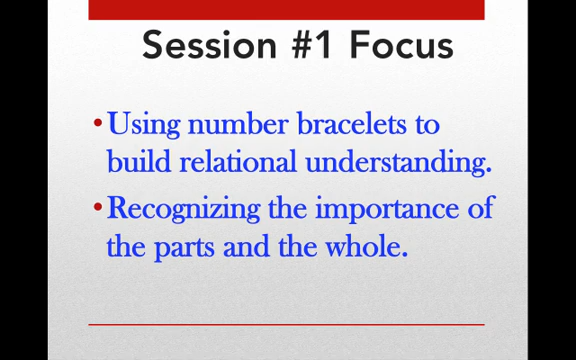 Session #1 Focus
•Using number bracelets to
build relational understanding.
•Recognizing the importance of
the parts and the whole.